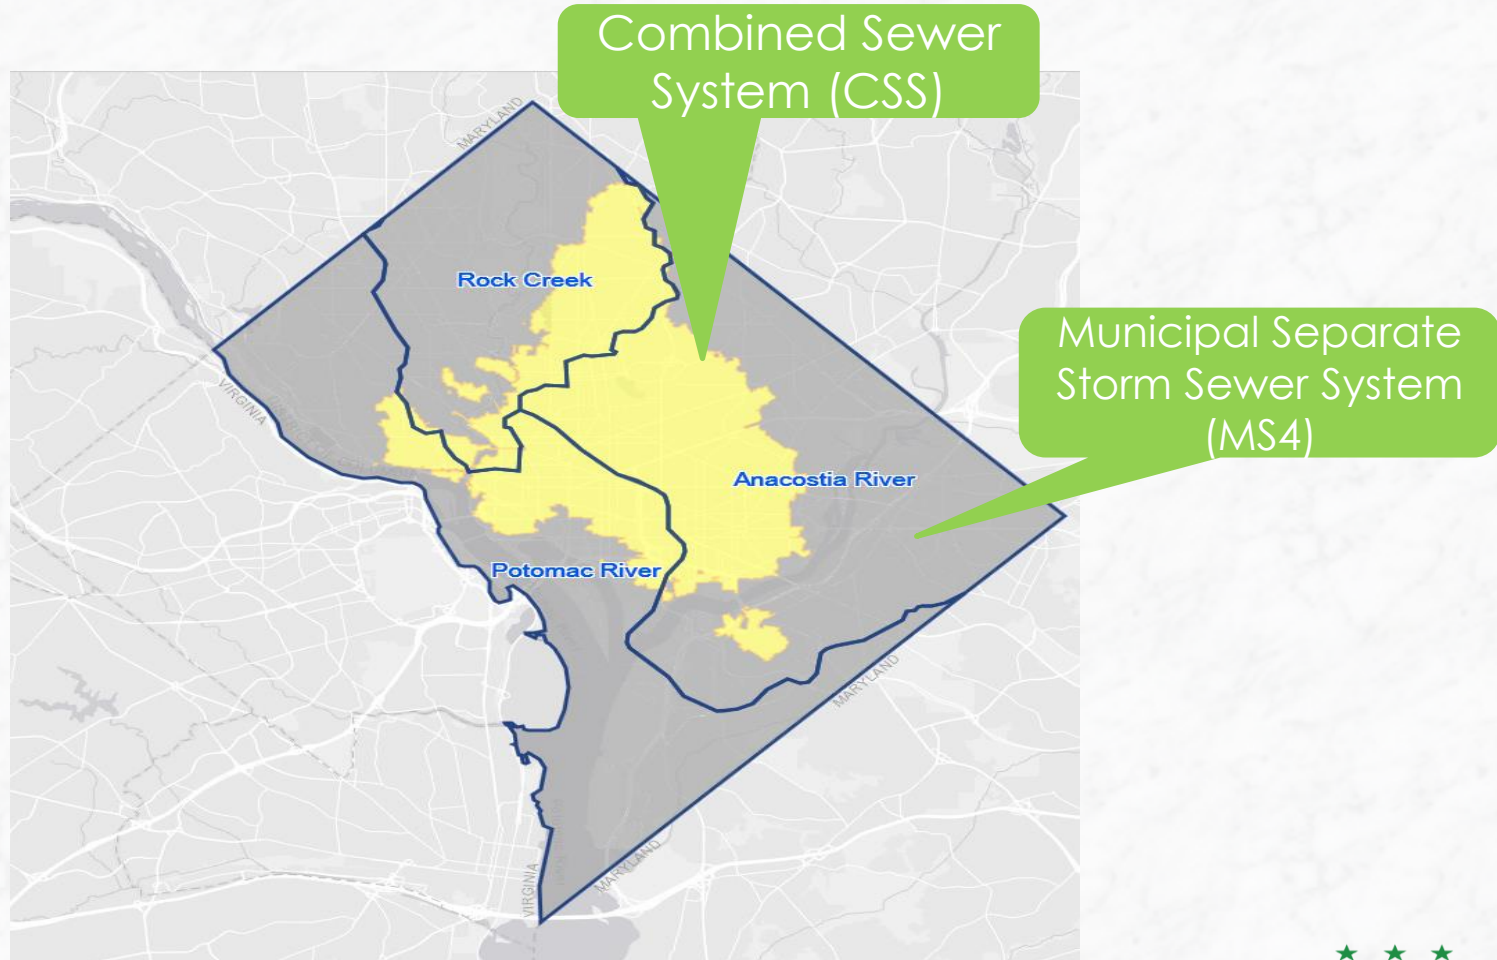 Combined Sewer
System (CSS)
MARYLAND
Rock Creek
Municipal Separate
Storm Sewer System
(MS4)
VIRGINIA
Anacostia River
Potomac River
MARYLAND
MARYLAND
VIRGINIA